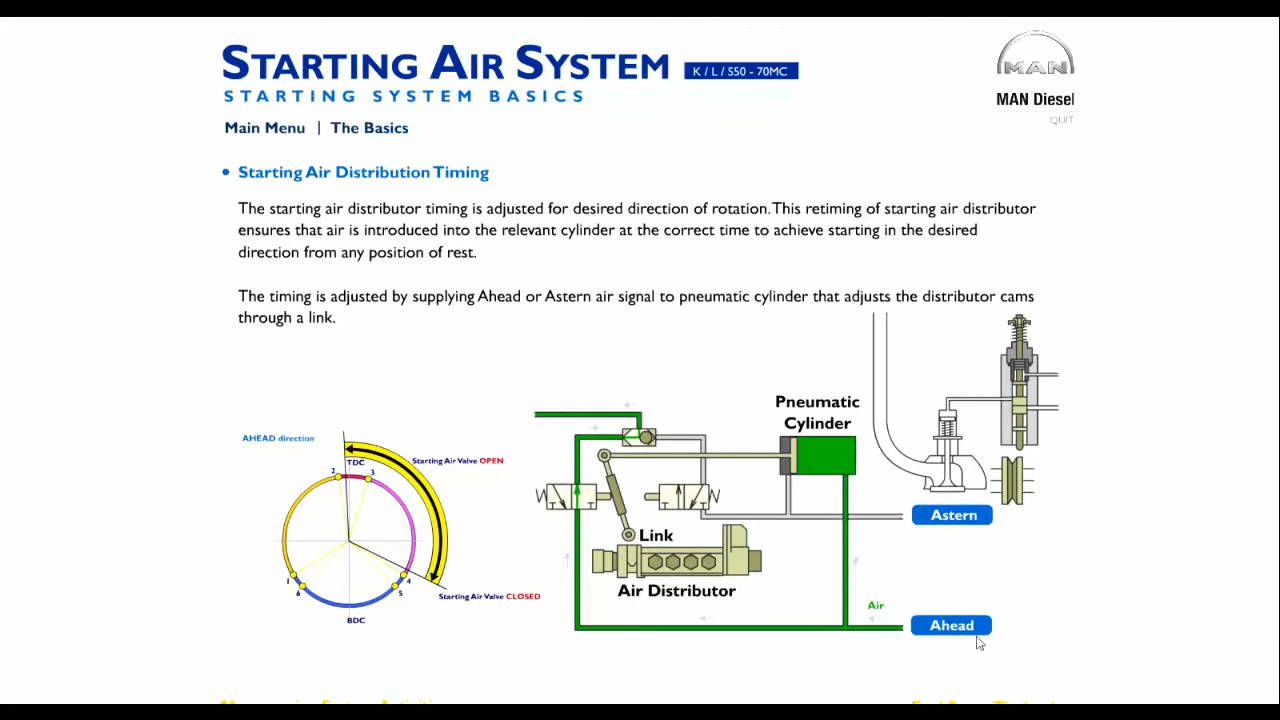 STARTING AIR SYSTEM
K / L / S50 - 70MC
STARTING SYSTEM BASICS
MAN
MAN Diesel
QUIT
Main Menu | The Basics
• Starting Air Distribution Timing
The starting air distributor timing is adjusted for desired direction of rotation. This retiming of starting air distributor
ensures that air is introduced into the relevant cylinder at the correct time to achieve starting in the desired
direction from any position of rest.
The timing is adjusted by supplying Ahead or Astern air signal to pneumatic cylinder that adjusts the distributor cams
through a link.
Pneumatic
Cylinder
AHEAD direction
Starting Air Valve OPEN
TDC
2
3
1
6
4
5
Starting Air Valve CLOSED
BDC
Link
Air Distributor
Astern
Air
Ahead